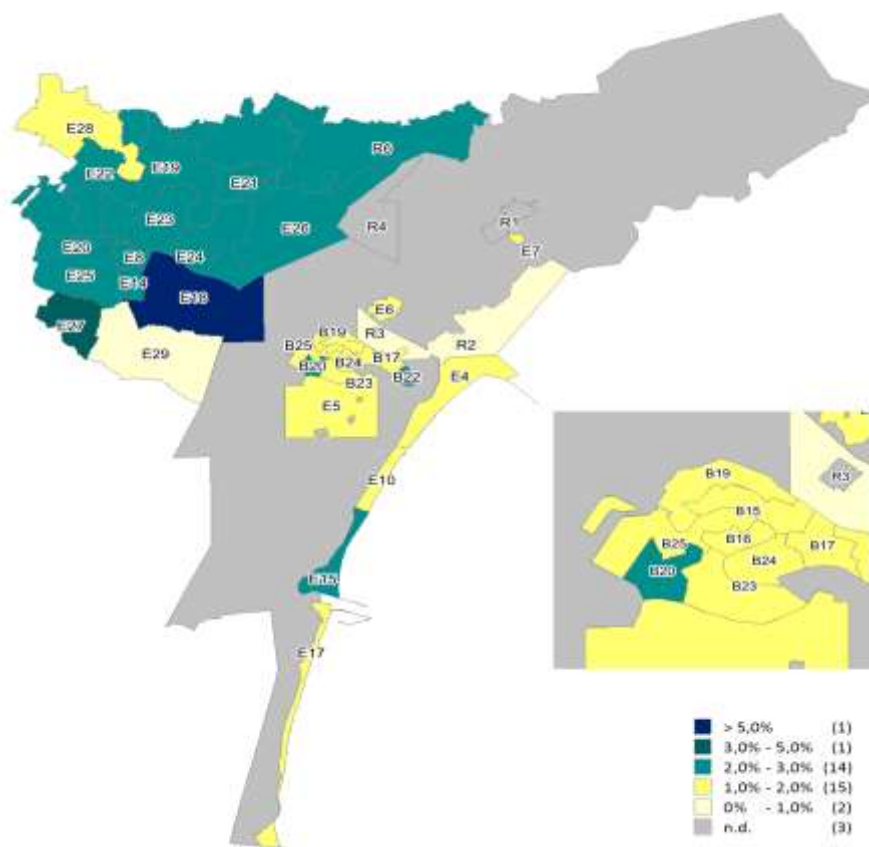 E28
E22
E19
R6
E21
E23
E26
R4
R1
E7
E20
E8
E24
E25
E14
E18
E27
E29
E6
R3
R2
B19
B25
B17
B20
B24
B22
B23
E4
E5
E10
E15
E17
B19
R3
B15
B16
B17
B25
B24
B20
B23
> 5,0% (1)
3,0% - 5,0% (1)
2,0% - 3,0% (14)
1,0% - 2,0% (15)
0% - 1,0% (2)
n.d. (3)